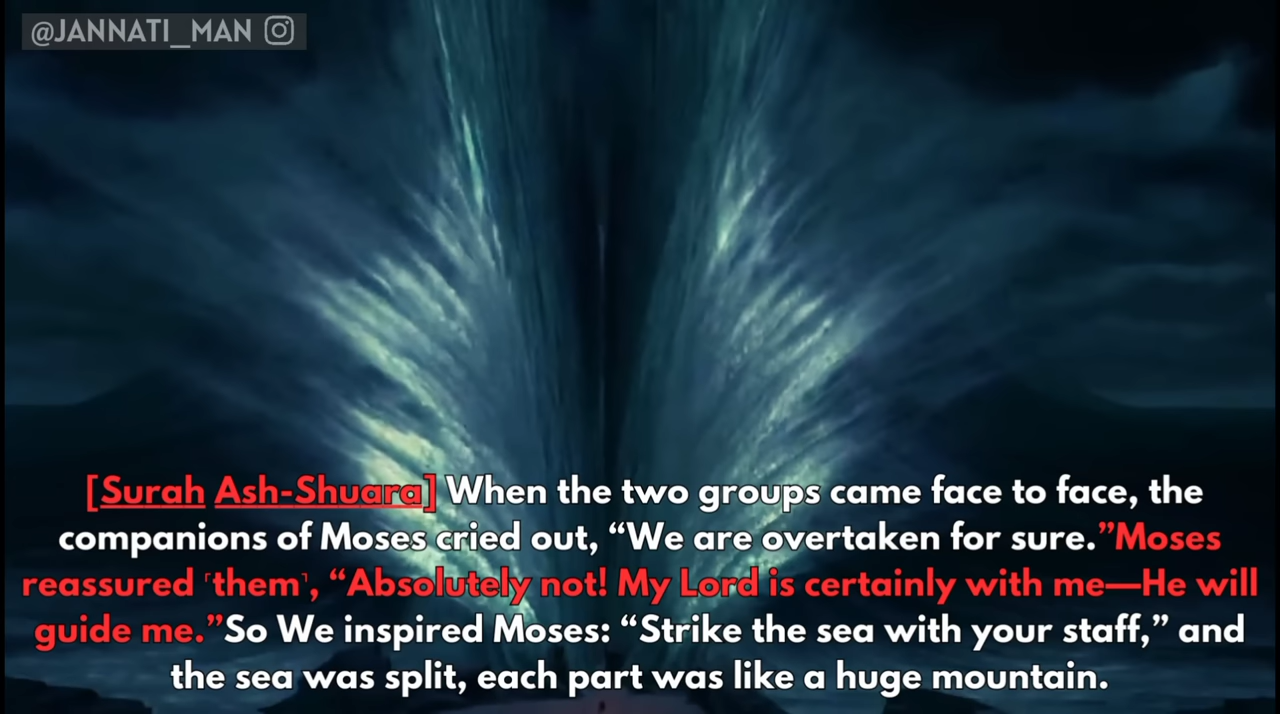 @JANNATI_MAN
[Surah Ash-Shuara] When the two groups came face to face, the
companions of Moses cried out, “We are overtaken for sure.”Moses
reassured ˹them˺, “Absolutely not! My Lord is certainly with me—He will
guide me.”So We inspired Moses: “Strike the sea with your staff,” and
the sea was split, each part was like a huge mountain.